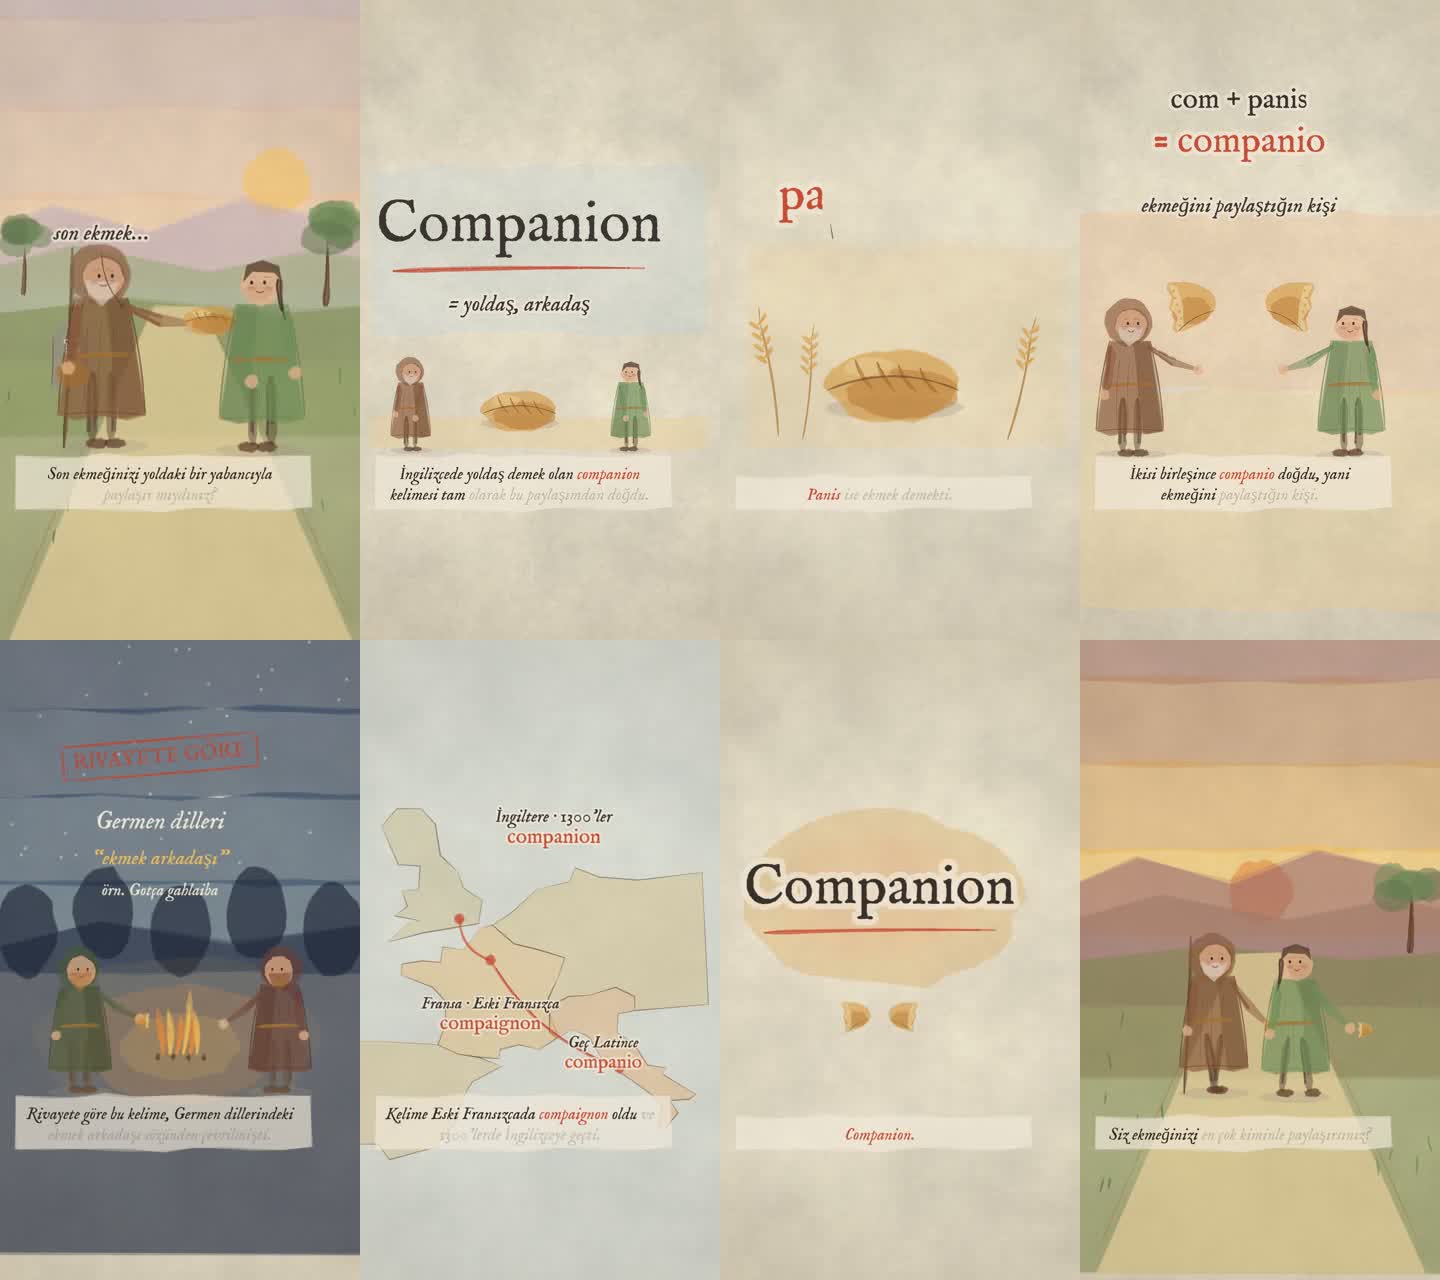 son ekmek...
Son ekmeğinizi yoldaki bir yabancıyla
paylaşır mıydınız?
Companion
= yoldaş, arkadaş
İngilizcede yoldaş demek olan companion
kelimesi tam olarak bu paylaşımdan doğdu.
pa
Panis ise ekmek demekti.
com + panis
= companio
ekmeğini paylaştığın kişi
İkisi birleşince companio doğdu, yani
ekmeğini paylaştığın kişi.
RİVAYETE GÖRE
Germen dilleri
“ekmek arkadaşı”
örn. Gotça gahlaiba
Rivayete göre bu kelime, Germen dillerindeki
ekmek arkadaşı sözünden çevrilmişti.
İngiltere · 1300’ler
companion
Fransa · Eski Fransızca
compaignon
Geç Latince
companio
Kelime Eski Fransızcada compaignon oldu ve
1300’lerde İngilizceye geçti.
Companion
Companion.
Siz ekmeğinizi en çok kiminle paylaşırsınız?